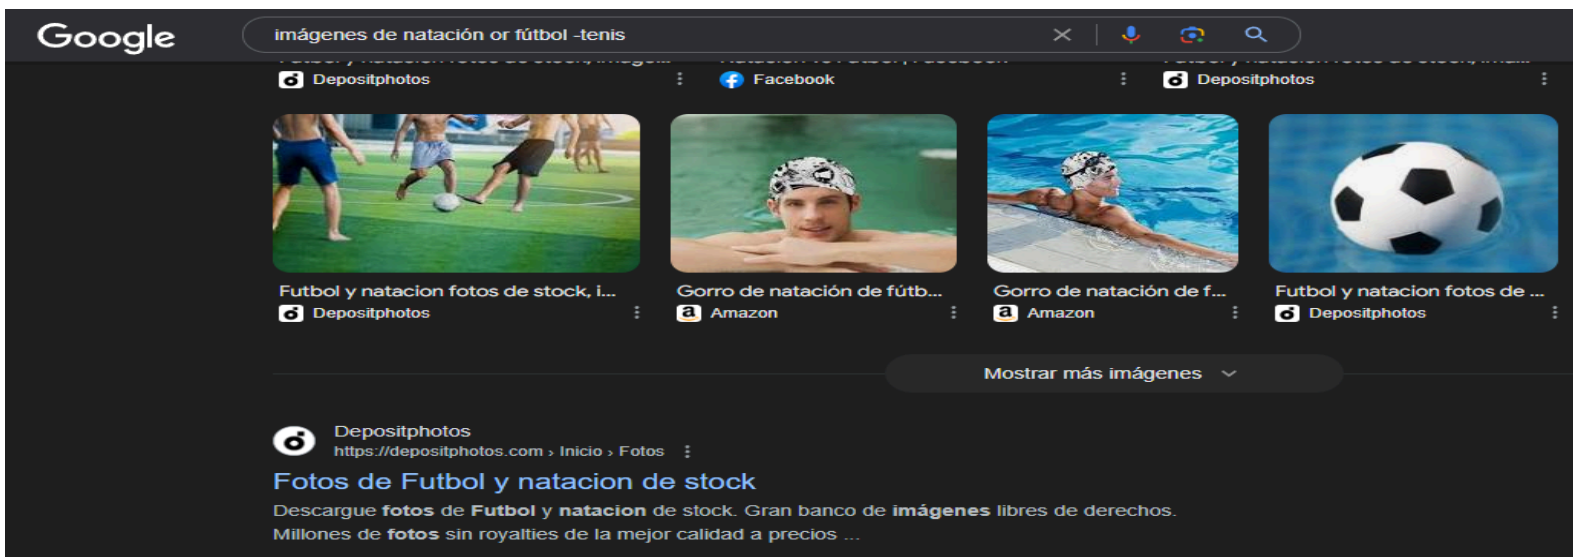 Google
imágenes de natación or fútbol -tenis
Depositphotos
Facebook
Depositphotos
Futbol y natacion fotos de stock, i...
Depositphotos
Gorro de natación de fútb...
Amazon
Gorro de natación de f...
Amazon
Futbol y natacion fotos de ...
Depositphotos
Mostrar más imágenes
Depositphotos
https://depositphotos.com › Inicio › Fotos
Fotos de Futbol y natacion de stock
Descargue fotos de Futbol y natacion de stock. Gran banco de imágenes libres de derechos.
Millones de fotos sin royalties de la mejor calidad a precios ...